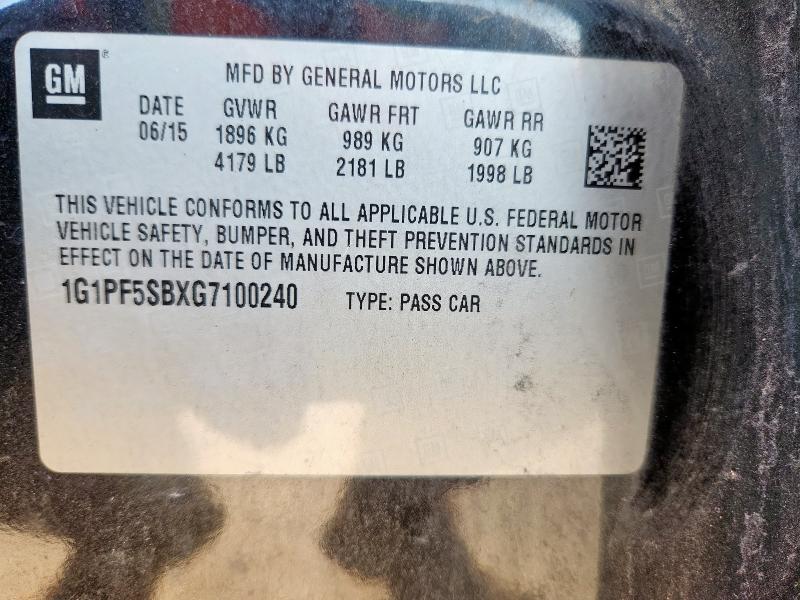 GM®
MFD BY GENERAL MOTORS LLC
DATE GVWR GAWR FRT GAWR RR
06/15 1896 KG 989 KG 907 KG
4179 LB 2181 LB 1998 LB
THIS VEHICLE CONFORMS TO ALL APPLICABLE U.S. FEDERAL MOTOR
VEHICLE SAFETY, BUMPER, AND THEFT PREVENTION STANDARDS IN
EFFECT ON THE DATE OF MANUFACTURE SHOWN ABOVE.
1G1PF5SBXG7100240 TYPE: PASS CAR